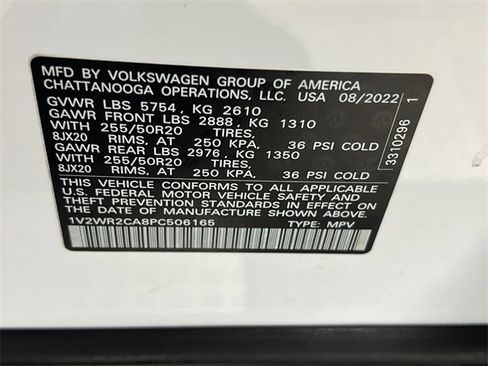 MFD BY VOLKSWAGEN GROUP OF AMERICA
CHATTANOOGA OPERATIONS, LLC. USA 08/2022
GVWR LBS 5754, KG 2610
GAWR FRONT LBS 2888, KG 1310
WITH 255/50R20 TIRES,
8JX20 RIMS, AT 250 KPA, 36 PSI COLD
GAWR REAR LBS 2976, KG 1350
WITH 255/50R20 TIRES,
8JX20 RIMS, AT 250 KPA, 36 PSI COLD
THIS VEHICLE CONFORMS TO ALL APPLICABLE
U.S. FEDERAL MOTOR VEHICLE SAFETY AND
THEFT PREVENTION STANDARDS IN EFFECT ON
THE DATE OF MANUFACTURE SHOWN ABOVE.
1V2WR2CA8PC506165 TYPE: MPV
3310296 1